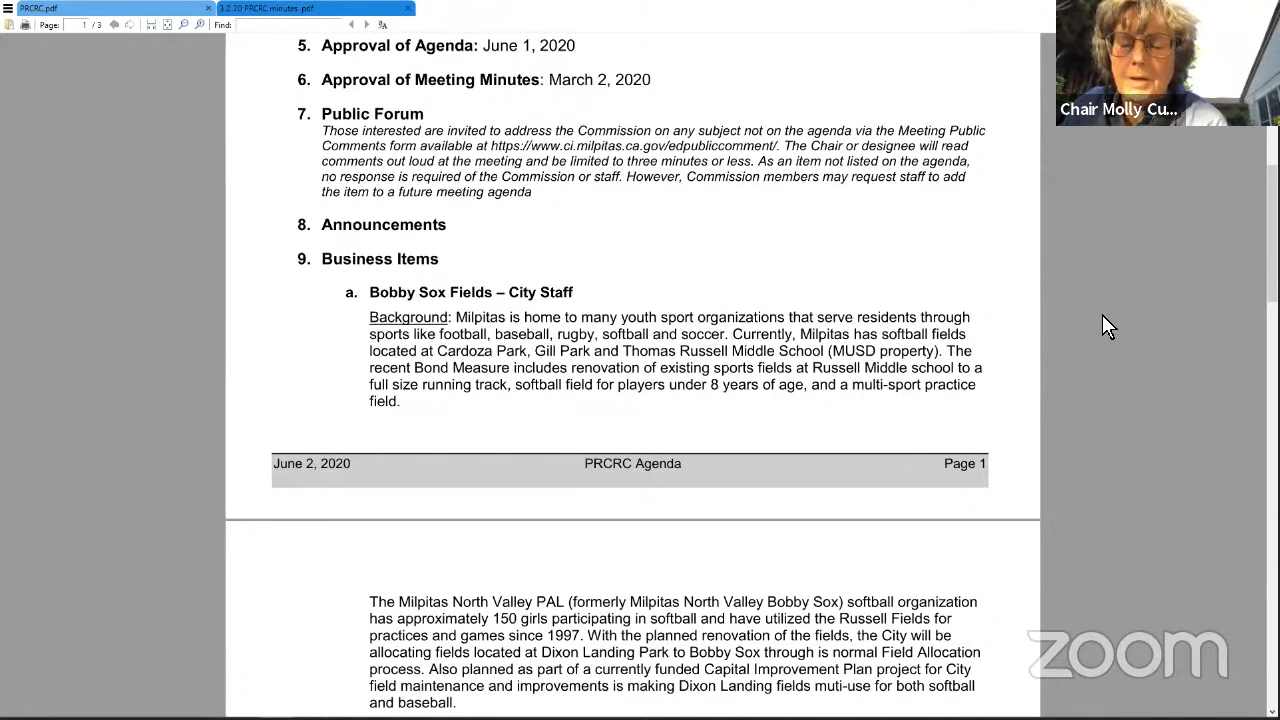 PRCRC.pdf
3.2.20 PRCRC minutes .pdf
Page: 1 / 3 Find:
5. Approval of Agenda: June 1, 2020
6. Approval of Meeting Minutes: March 2, 2020
7. Public Forum
Those interested are invited to address the Commission on any subject not on the agenda via the Meeting Public
Comments form available at https://www.ci.milpitas.ca.gov/edpubliccomment/. The Chair or designee will read
comments out loud at the meeting and be limited to three minutes or less. As an item not listed on the agenda,
no response is required of the Commission or staff. However, Commission members may request staff to add
the item to a future meeting agenda
8. Announcements
9. Business Items
a. Bobby Sox Fields – City Staff
Background: Milpitas is home to many youth sport organizations that serve residents through
sports like football, baseball, rugby, softball and soccer. Currently, Milpitas has softball fields
located at Cardoza Park, Gill Park and Thomas Russell Middle School (MUSD property). The
recent Bond Measure includes renovation of existing sports fields at Russell Middle school to a
full size running track, softball field for players under 8 years of age, and a multi-sport practice
field.
June 2, 2020 PRCRC Agenda Page 1
The Milpitas North Valley PAL (formerly Milpitas North Valley Bobby Sox) softball organization
has approximately 150 girls participating in softball and have utilized the Russell Fields for
practices and games since 1997. With the planned renovation of the fields, the City will be
allocating fields located at Dixon Landing Park to Bobby Sox through is normal Field Allocation
process. Also planned as part of a currently funded Capital Improvement Plan project for City
field maintenance and improvements is making Dixon Landing fields muti-use for both softball
and baseball.
Chair Molly Cu...
zoom